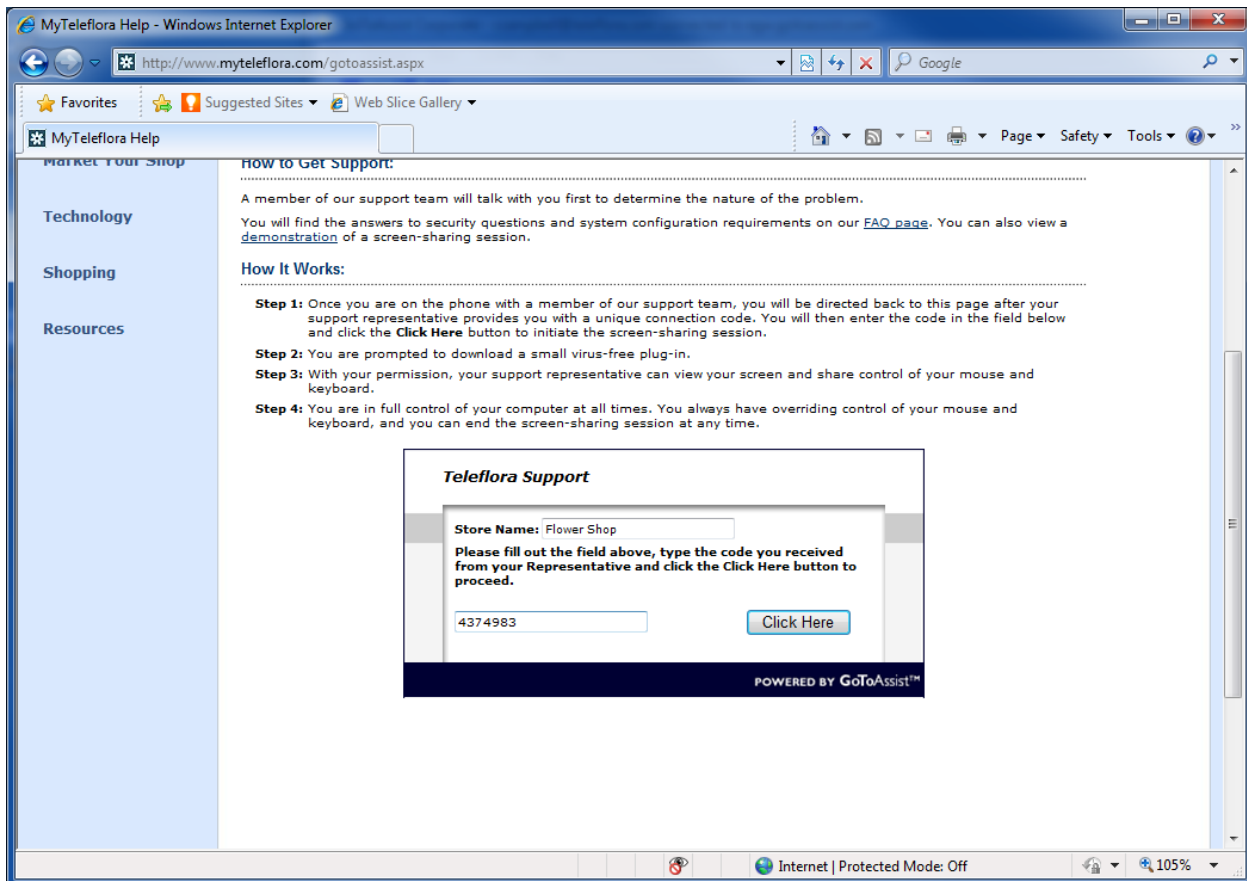 MyTeleflora Help - Windows Internet Explorer
http://www.myteleflora.com/gotoassist.aspx
Google
Favorites
Suggested Sites
Web Slice Gallery
MyTeleflora Help
Page
Safety
Tools
Market Your Shop
Technology
Shopping
Resources
How to Get Support:
A member of our support team will talk with you first to determine the nature of the problem.
You will find the answers to security questions and system configuration requirements on our FAQ page. You can also view a
demonstration of a screen-sharing session.
How It Works:
Step 1: Once you are on the phone with a member of our support team, you will be directed back to this page after your
support representative provides you with a unique connection code. You will then enter the code in the field below
and click the Click Here button to initiate the screen-sharing session.
Step 2: You are prompted to download a small virus-free plug-in.
Step 3: With your permission, your support representative can view your screen and share control of your mouse and
keyboard.
Step 4: You are in full control of your computer at all times. You always have overriding control of your mouse and
keyboard, and you can end the screen-sharing session at any time.
Teleflora Support
Store Name: Flower Shop
Please fill out the field above, type the code you received
from your Representative and click the Click Here button to
proceed.
4374983
Click Here
POWERED BY GoToAssist™
Internet | Protected Mode: Off
105%